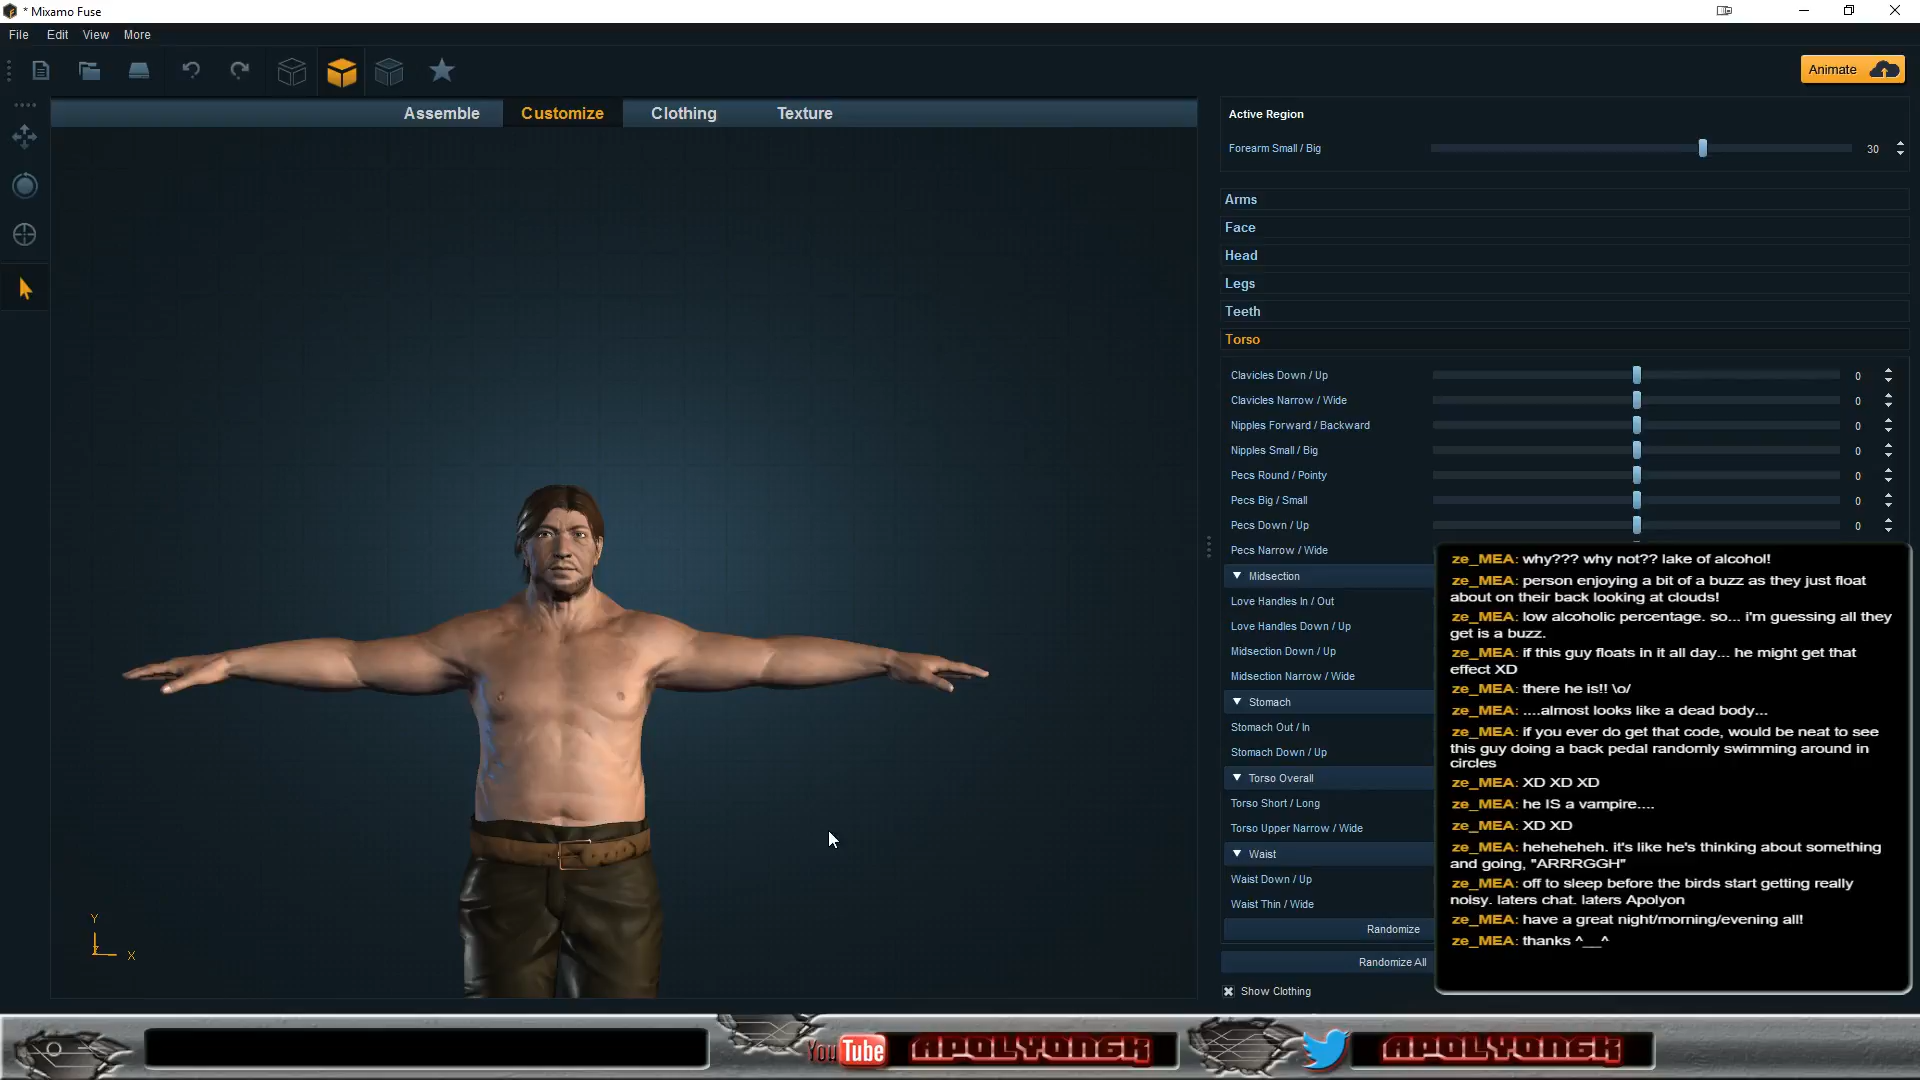 * Mixamo Fuse
File Edit View More
Animate
Assemble Customize Clothing Texture
Active Region
Forearm Small / Big 30
Arms
Face
Head
Legs
Teeth
Torso
Clavicles Down / Up 0
Clavicles Narrow / Wide 0
Nipples Forward / Backward 0
Nipples Small / Big 0
Pecs Round / Pointy 0
Pecs Big / Small 0
Pecs Down / Up 0
Pecs Narrow / Wide
Midsection
Love Handles In / Out
Love Handles Down / Up
Midsection Down / Up
Midsection Narrow / Wide
Stomach
Stomach Out / In
Stomach Down / Up
Torso Overall
Torso Short / Long
Torso Upper Narrow / Wide
Waist
Waist Down / Up
Waist Thin / Wide
Randomize
Randomize All
Show Clothing
ze_MEA: why??? why not?? lake of alcohol!
ze_MEA: person enjoying a bit of a buzz as they just float
about on their back looking at clouds!
ze_MEA: low alcoholic percentage. so... i'm guessing all they
get is a buzz.
ze_MEA: if this guy floats in it all day... he might get that
effect XD
ze_MEA: there he is!! \o/
ze_MEA: ....almost looks like a dead body...
ze_MEA: if you ever do get that code, would be neat to see
this guy doing a back pedal randomly swimming around in
circles
ze_MEA: XD XD XD
ze_MEA: he IS a vampire....
ze_MEA: XD XD
ze_MEA: heheheheh. it's like he's thinking about something
and going, "ARRRGGH"
ze_MEA: off to sleep before the birds start getting really
noisy. laters chat. laters Apolyon
ze_MEA: have a great night/morning/evening all!
ze_MEA: thanks ^__^
Y
Z
X
YouTube APOLYON6K APOLYON6K